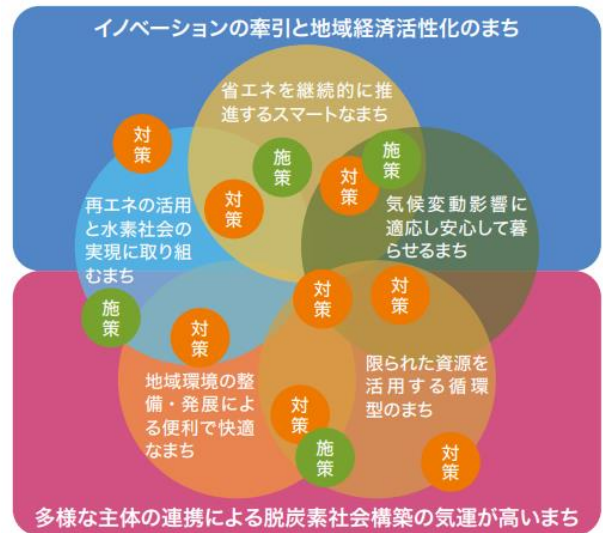 イノベーションの牽引と地域経済活性化のまち
省エネを継続的に推
進するスマートなまち
対
策
施
策
施
策
対
策
対
策
再エネの活用
と水素社会の
実現に取り組
むまち
気候変動影響に
適応し安心して暮
らせるまち
対
策
対
策
施
策
対
策
限られた資源を
活用する循環
型のまち
地域環境の整
備・発展によ
る便利で快適
なまち
対
策
施
策
対
策
多様な主体の連携による脱炭素社会構築の気運が高いまち